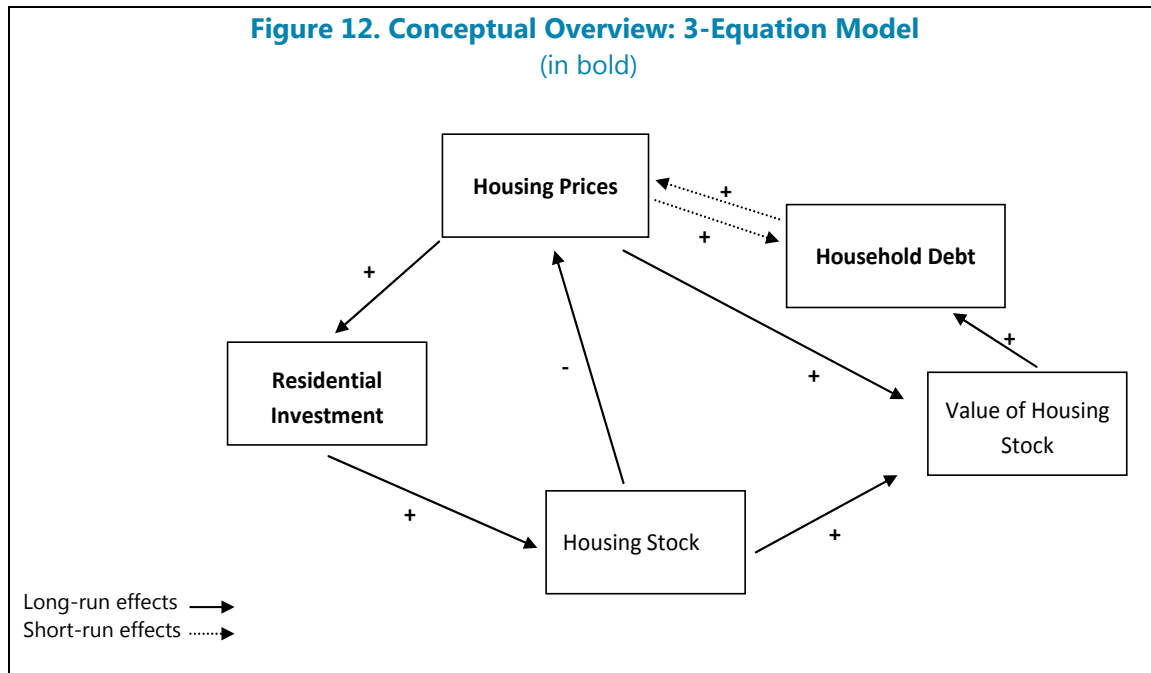 Figure 12. Conceptual Overview: 3-Equation Model
(in bold)
Housing Prices
+
+
Household Debt
+
+
Residential
Investment
-
+
Value of Housing
Stock
+
Housing Stock
+
Long-run effects
Short-run effects